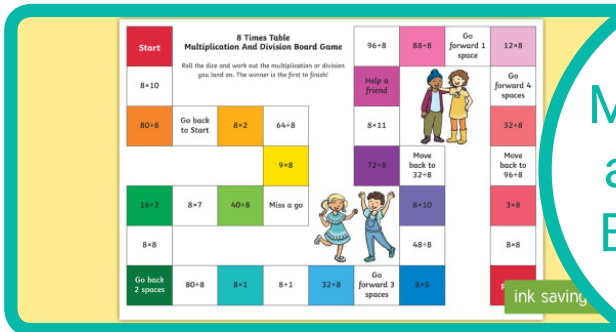 8 Times Table
Multiplication And Division Board Game
Roll the dice and work out the multiplication or division
you land on. The winner is the first to finish!
Start
8×10
80÷8
Go back
to Start
8×2
64÷8
9×8
Miss a go
40÷8
8×7
16÷2
8×8
Go back
2 spaces
80÷8
8×1
8÷1
32÷8
Go
forward 3
spaces
8×5
48÷8
8×10
Move
back to
32÷8
72÷8
8×11
Help a
friend
96÷8
88÷8
Go
forward 1
space
12×8
Go
forward 4
spaces
32÷8
Move
back to
96÷8
3×8
8×8
ink saving